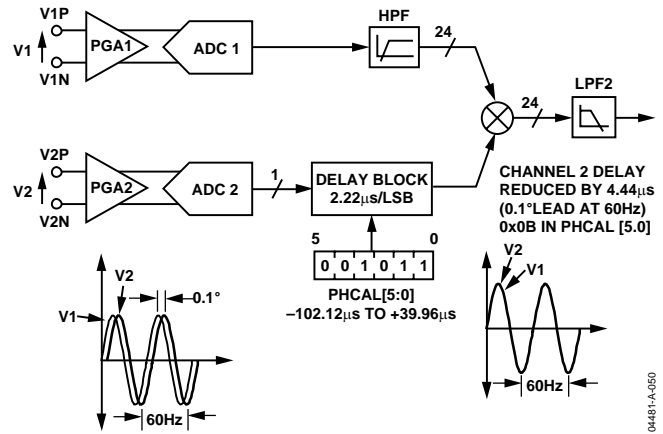 V1P
V1
V1N
PGA1
ADC 1
HPF
24
24
LPF2
V2P
V2
V2N
PGA2
ADC 2
1
DELAY BLOCK
2.22μs/LSB
CHANNEL 2 DELAY
REDUCED BY 4.44μs
(0.1°LEAD AT 60Hz)
0x0B IN PHCAL [5.0]
5 0
0 0 1 0 1 1
PHCAL[5:0]
–102.12μs TO +39.96μs
V2
V1
0.1°
60Hz
V2
V1
60Hz
04481-A-050